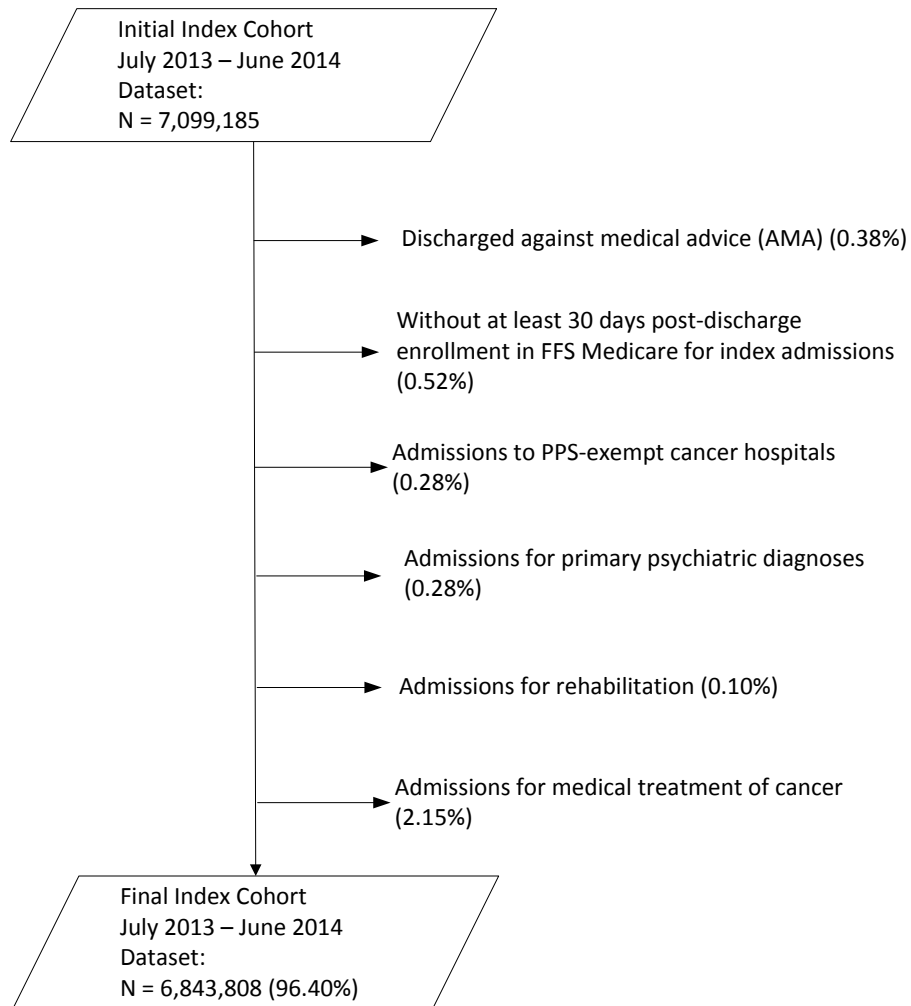 Initial Index Cohort
July 2013 – June 2014
Dataset:
N = 7,099,185
Discharged against medical advice (AMA) (0.38%)
Without at least 30 days post-discharge
enrollment in FFS Medicare for index admissions
(0.52%)
Admissions to PPS-exempt cancer hospitals
(0.28%)
Admissions for primary psychiatric diagnoses
(0.28%)
Admissions for rehabilitation (0.10%)
Admissions for medical treatment of cancer
(2.15%)
Final Index Cohort
July 2013 – June 2014
Dataset:
N = 6,843,808 (96.40%)